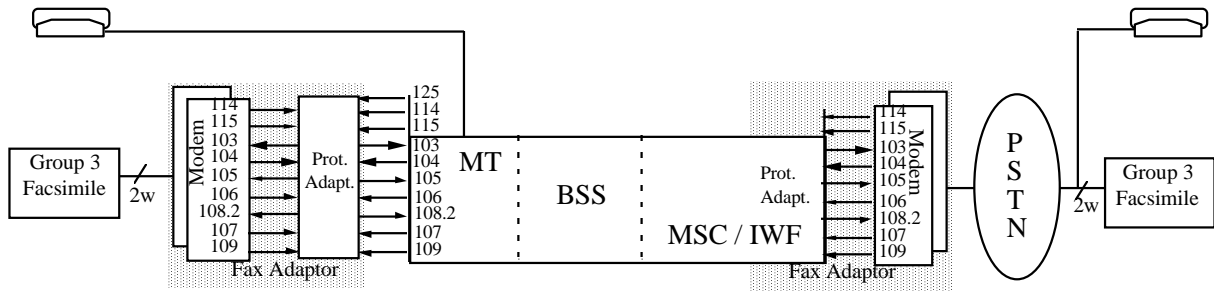 Group 3
Facsimile
2w
Modem
114
115
103
104
105
106
108.2
107
109
Fax Adaptor
Prot.
Adapt.
125
114
115
103
104
105
106
108.2
107
109
MT
BSS
MSC / IWF
Prot.
Adapt.
Fax Adaptor
114
115
103
104
105
106
108.2
107
109
Modem
P
S
T
N
2w
Group 3
Facsimile